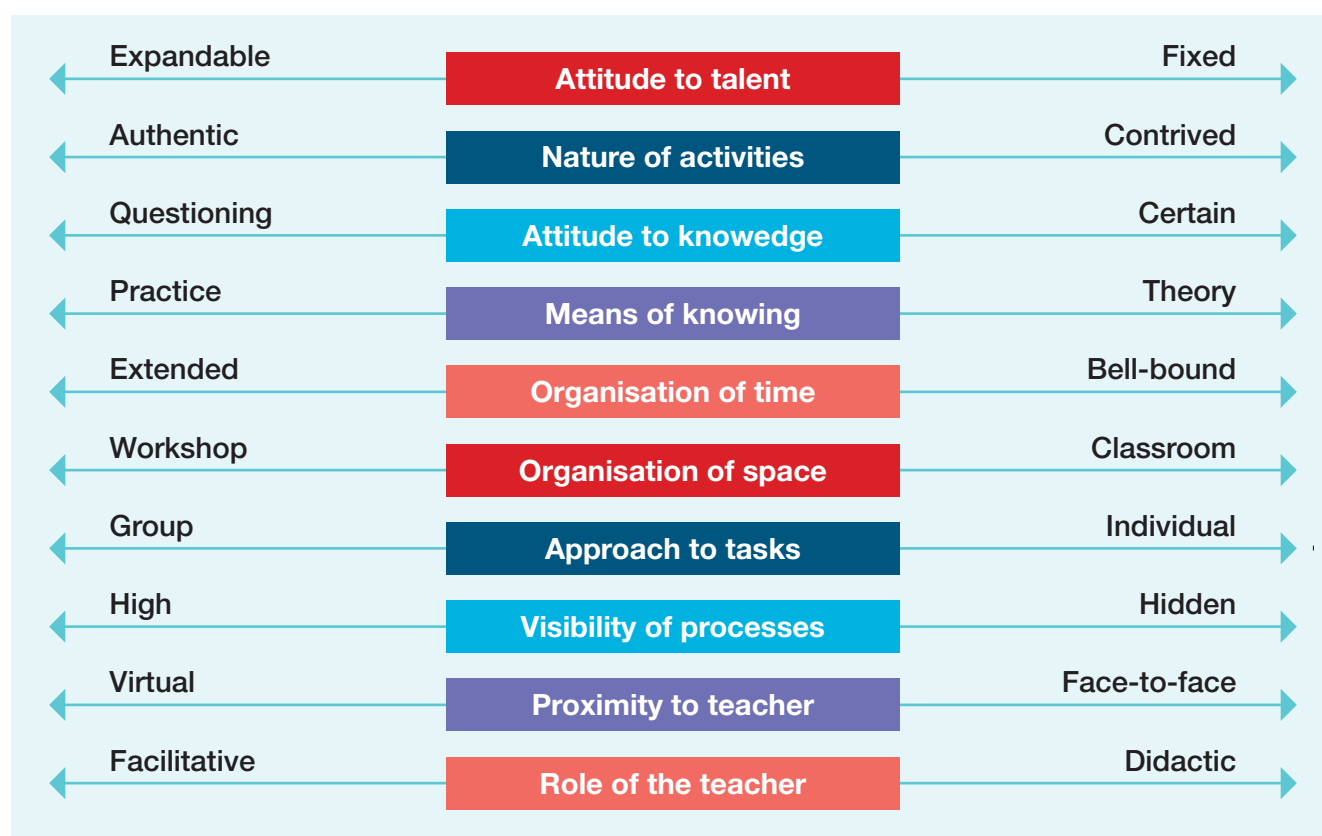 Expandable
Attitude to talent
Fixed
Authentic
Nature of activities
Contrived
Questioning
Attitude to knowedge
Certain
Practice
Means of knowing
Theory
Extended
Organisation of time
Bell-bound
Workshop
Organisation of space
Classroom
Group
Approach to tasks
Individual
High
Visibility of processes
Hidden
Virtual
Proximity to teacher
Face-to-face
Facilitative
Role of the teacher
Didactic